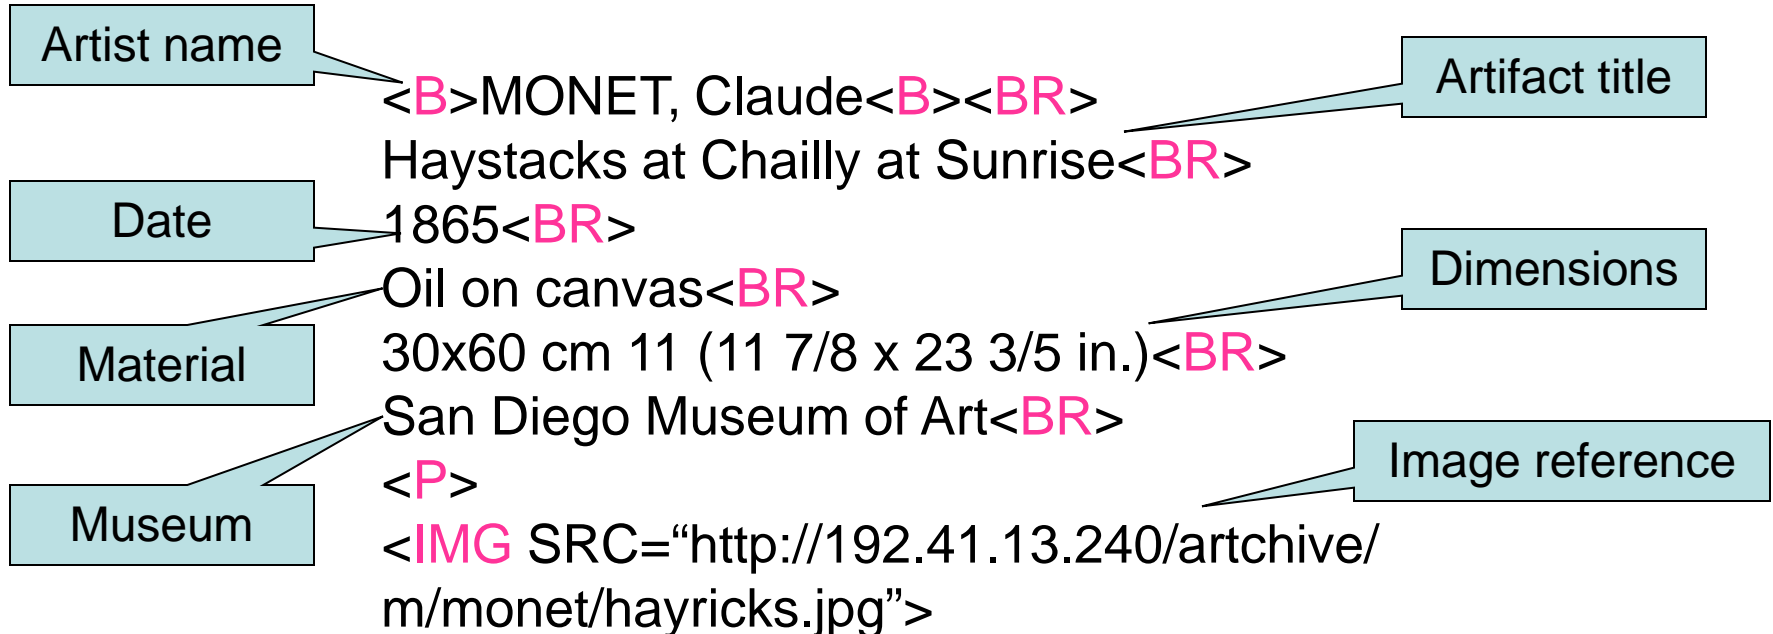 Artist name
Artifact title
<B>MONET, Claude<B><BR>
Haystacks at Chailly at Sunrise<BR>
Date
1865<BR>
Dimensions
Oil on canvas<BR>
Material
30x60 cm 11 (11 7/8 x 23 3/5 in.)<BR>
San Diego Museum of Art<BR>
Image reference
<P>
Museum
<IMG SRC=“http://192.41.13.240/artchive/
m/monet/hayricks.jpg”>